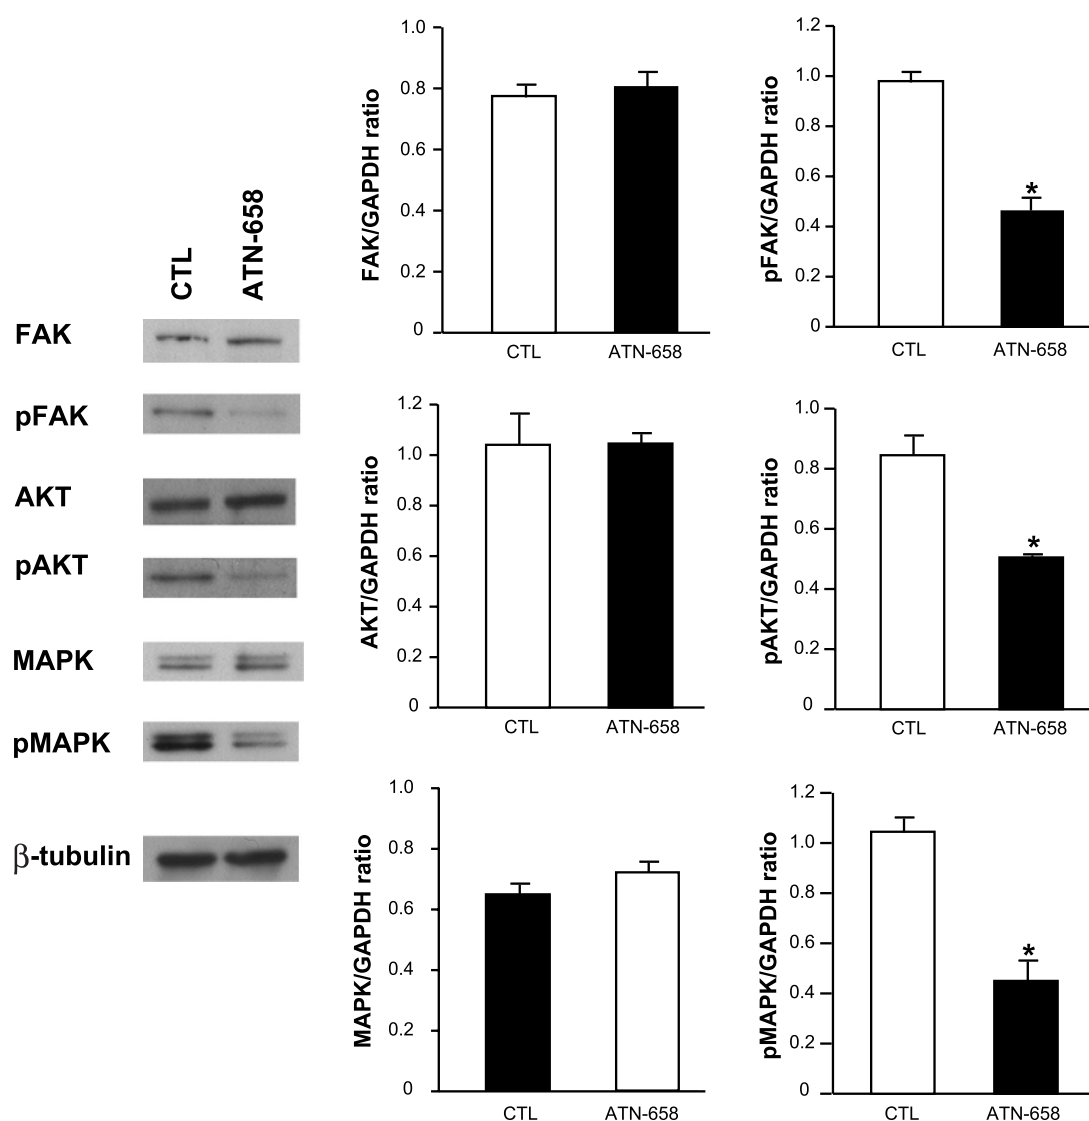 CTL
ATN-658
FAK
pFAK
AKT
pAKT
MAPK
pMAPK
β-tubulin
FAK/GAPDH ratio
1.0
0.8
0.6
0.4
0.2
0
CTL
ATN-658
pFAK/GAPDH ratio
1.2
1.0
0.8
0.6
0.4
0.2
0
*
CTL
ATN-658
AKT/GAPDH ratio
1.2
1.0
0.8
0.6
0.4
0.2
0
CTL
ATN-658
pAKT/GAPDH ratio
1.0
0.8
0.6
0.4
0.2
0
*
CTL
ATN-658
MAPK/GAPDH ratio
1.0
0.8
0.6
0.4
0.2
0
CTL
ATN-658
pMAPK/GAPDH ratio
1.2
1.0
0.8
0.6
0.4
0.2
0
*
CTL
ATN-658